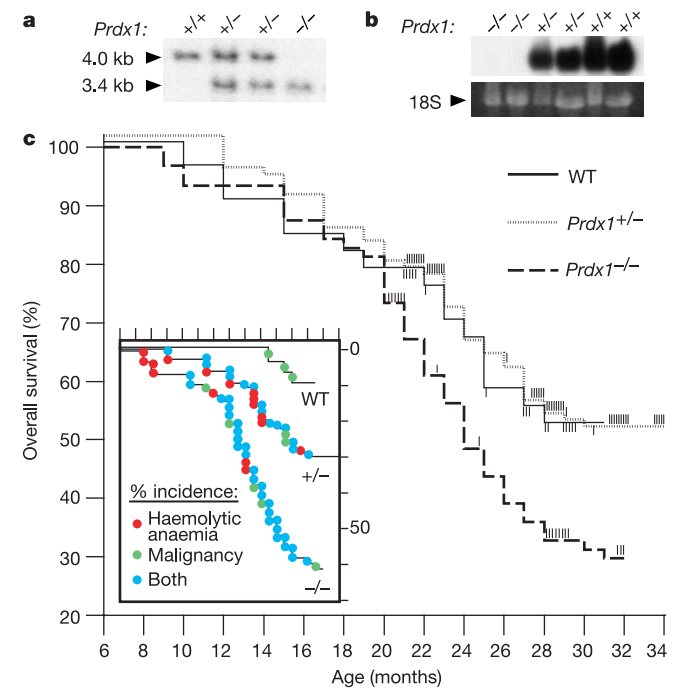 a
Prdx1: +/+ +/– +/– –/–
4.0 kb
3.4 kb
b
Prdx1: –/– –/– +/– +/– +/+ +/+
18S
c
Overall survival (%)
100
90
80
70
60
50
40
30
20
WT
Prdx1+/–
Prdx1–/–
0
50
WT
+/–
–/–
% incidence:
Haemolytic
anaemia
Malignancy
Both
6 8 10 12 14 16 18 20 22 24 26 28 30 32 34
Age (months)